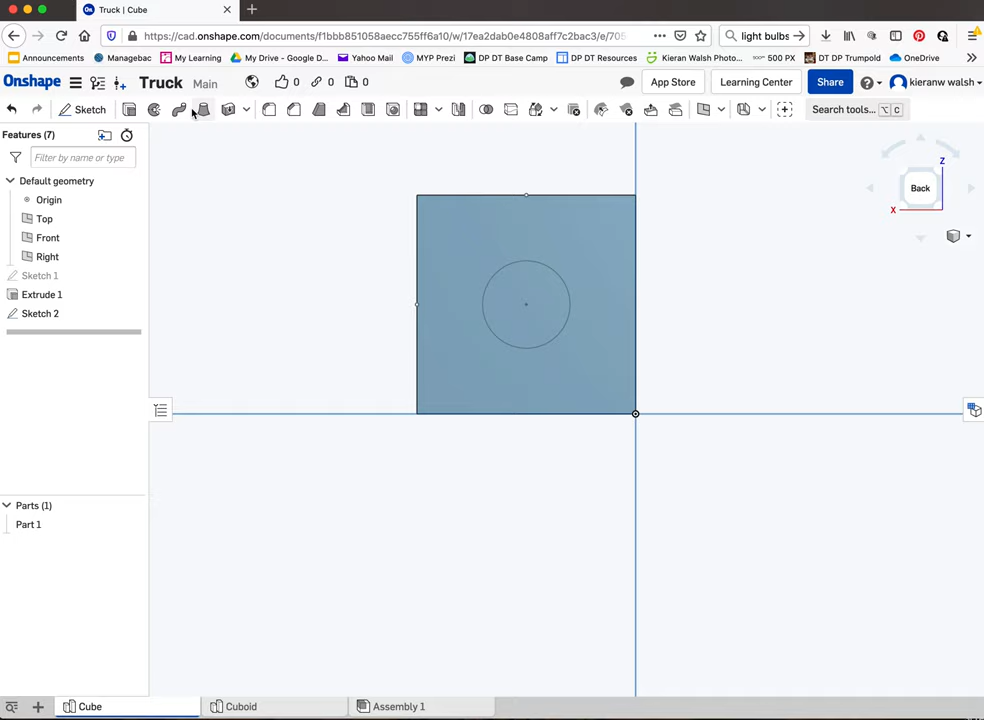 Truck | Cube
https://cad.onshape.com/documents/f1bbb851058aecc755ff6a10/w/17ea2dab0e4808aff7c2bac3/e/705
light bulbs
Announcements Managebac My Learning My Drive - Google D... Yahoo Mail MYP Prezi DP DT Base Camp DP DT Resources Kieran Walsh Photo... 500 PX DT DP Trumpold OneDrive
Onshape Truck Main 0 0 0 App Store Learning Center Share kieranw walsh
Sketch Search tools... ⌥ C
Features (7)
Filter by name or type
Default geometry
Origin
Top
Front
Right
Sketch 1
Extrude 1
Sketch 2
Z
Back
X
Parts (1)
Part 1
Cube Cuboid Assembly 1